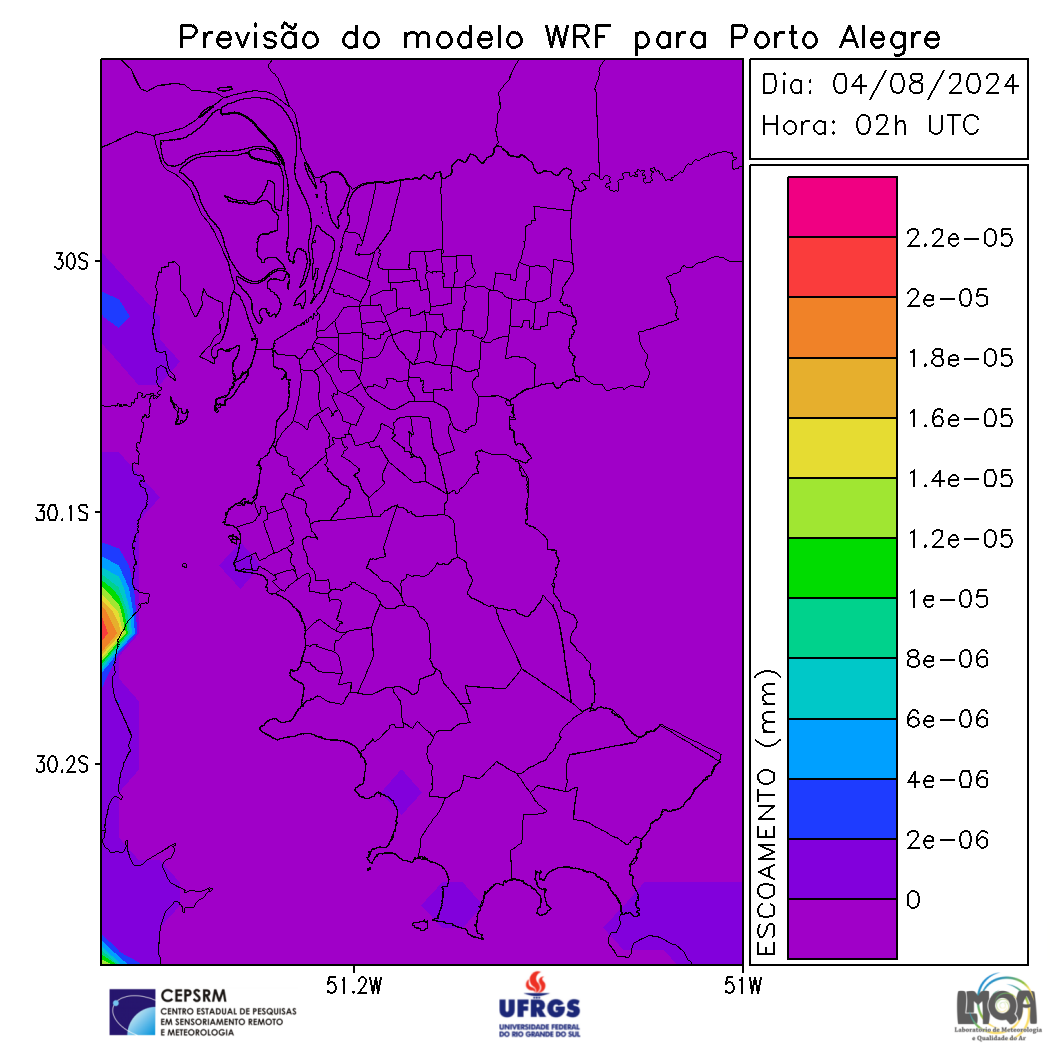 Previsão do modelo WRF para Porto Alegre
Dia: 04/08/2024
Hora: 02h UTC
2.2e-05
2e-05
1.8e-05
1.6e-05
1.4e-05
1.2e-05
1e-05
8e-06
6e-06
4e-06
2e-06
0
ESCOAMENTO (mm)
30S
30.1S
30.2S
51.2W
51W
CEPSRM
CENTRO ESTADUAL DE PESQUISAS
EM SENSORIAMENTO REMOTO
E METEOROLOGIA
UFRGS
UNIVERSIDADE FEDERAL
DO RIO GRANDE DO SUL
LMQA
Laboratório de Meteorologia
e Qualidade do Ar